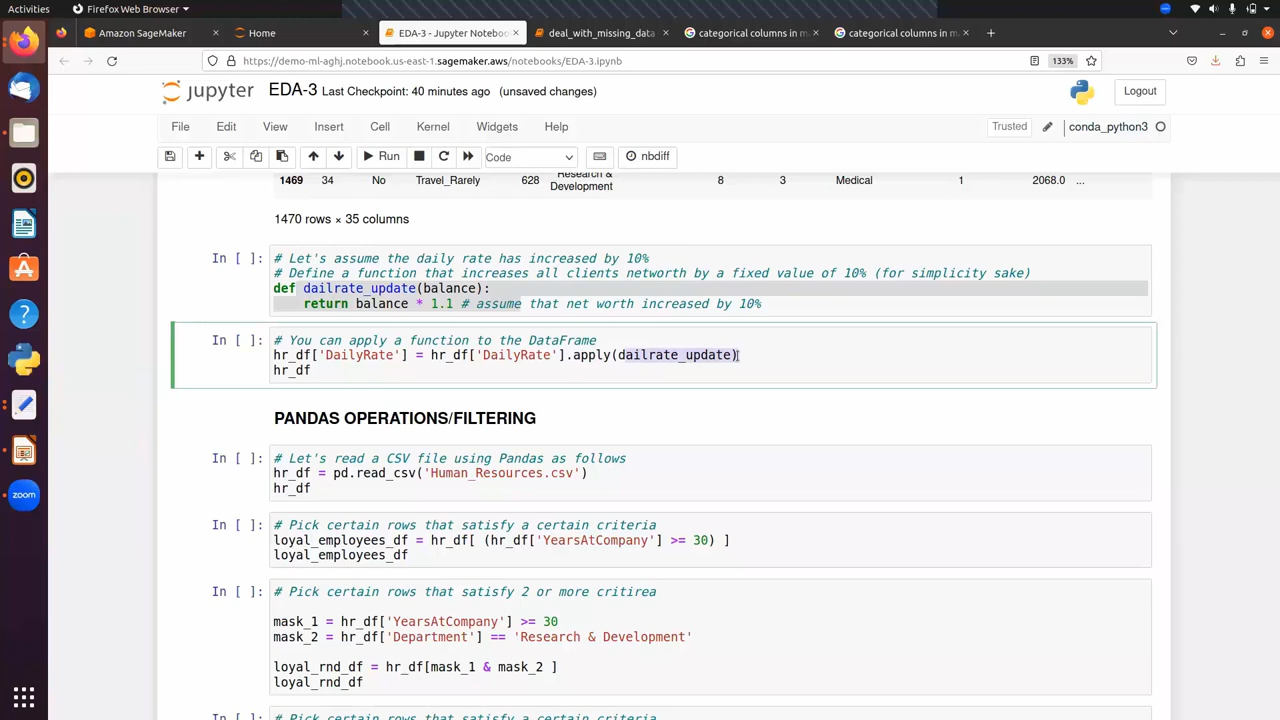 Activities
Firefox Web Browser
Amazon SageMaker
Home
EDA-3 - Jupyter Noteboo
deal_with_missing_data
categorical columns in m
categorical columns in m
https://demo-ml-aghj.notebook.us-east-1.sagemaker.aws/notebooks/EDA-3.ipynb
133%
jupyter
EDA-3 Last Checkpoint: 40 minutes ago (unsaved changes)
Logout
File Edit View Insert Cell Kernel Widgets Help
Trusted
conda_python3
Run
Code
nbdiff
Research &
1469 34 No Travel_Rarely 628 Development 8 3 Medical 1 2068.0 ...
1470 rows × 35 columns
In [ ]: # Let's assume the daily rate has increased by 10%
# Define a function that increases all clients networth by a fixed value of 10% (for simplicity sake)
def dailrate_update(balance):
return balance * 1.1 # assume that net worth increased by 10%
In [ ]: # You can apply a function to the DataFrame
hr_df['DailyRate'] = hr_df['DailyRate'].apply(dailrate_update)
hr_df
PANDAS OPERATIONS/FILTERING
In [ ]: # Let's read a CSV file using Pandas as follows
hr_df = pd.read_csv('Human_Resources.csv')
hr_df
In [ ]: # Pick certain rows that satisfy a certain criteria
loyal_employees_df = hr_df[ (hr_df['YearsAtCompany'] >= 30) ]
loyal_employees_df
In [ ]: # Pick certain rows that satisfy 2 or more critirea
mask_1 = hr_df['YearsAtCompany'] >= 30
mask_2 = hr_df['Department'] == 'Research & Development'
loyal_rnd_df = hr_df[mask_1 & mask_2 ]
loyal_rnd_df
In [ ]: # Pick certain rows that satisfy a certain criteria
zoom